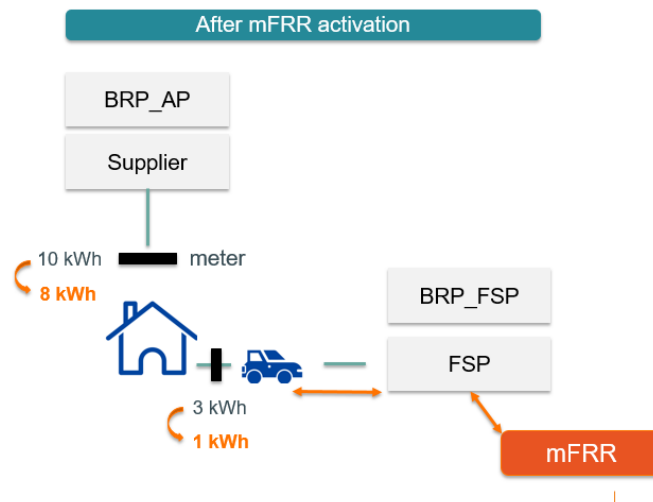 After mFRR activation
BRP_AP
Supplier
10 kWh
meter
8 kWh
BRP_FSP
FSP
3 kWh
1 kWh
mFRR